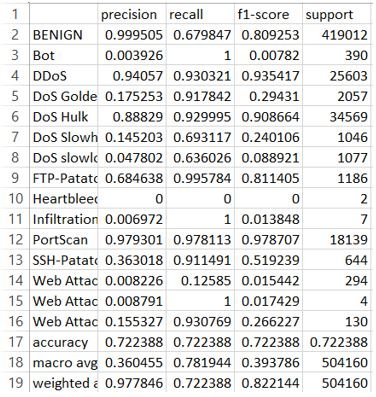 1 precision recall f1-score support
2 BENIGN 0.999505 0.679847 0.809253 419012
3 Bot 0.003926 1 0.00782 390
4 DDoS 0.94057 0.930321 0.935417 25603
5 DoS Golde 0.175253 0.917842 0.29431 2057
6 DoS Hulk 0.88829 0.929995 0.908664 34569
7 DoS Slowh 0.145203 0.693117 0.240106 1046
8 DoS slowlo 0.047802 0.636026 0.088921 1077
9 FTP-Patato 0.684638 0.995784 0.811405 1186
10 Heartbleed 0 0 0 2
11 Infiltration 0.006972 1 0.013848 7
12 PortScan 0.979301 0.978113 0.978707 18139
13 SSH-Patato 0.363018 0.911491 0.519239 644
14 Web Attac 0.008226 0.12585 0.015442 294
15 Web Attac 0.008791 1 0.017429 4
16 Web Attac 0.155327 0.930769 0.266227 130
17 accuracy 0.722388 0.722388 0.722388 0.722388
18 macro avg 0.360455 0.781944 0.393786 504160
19 weighted a 0.977846 0.722388 0.822144 504160